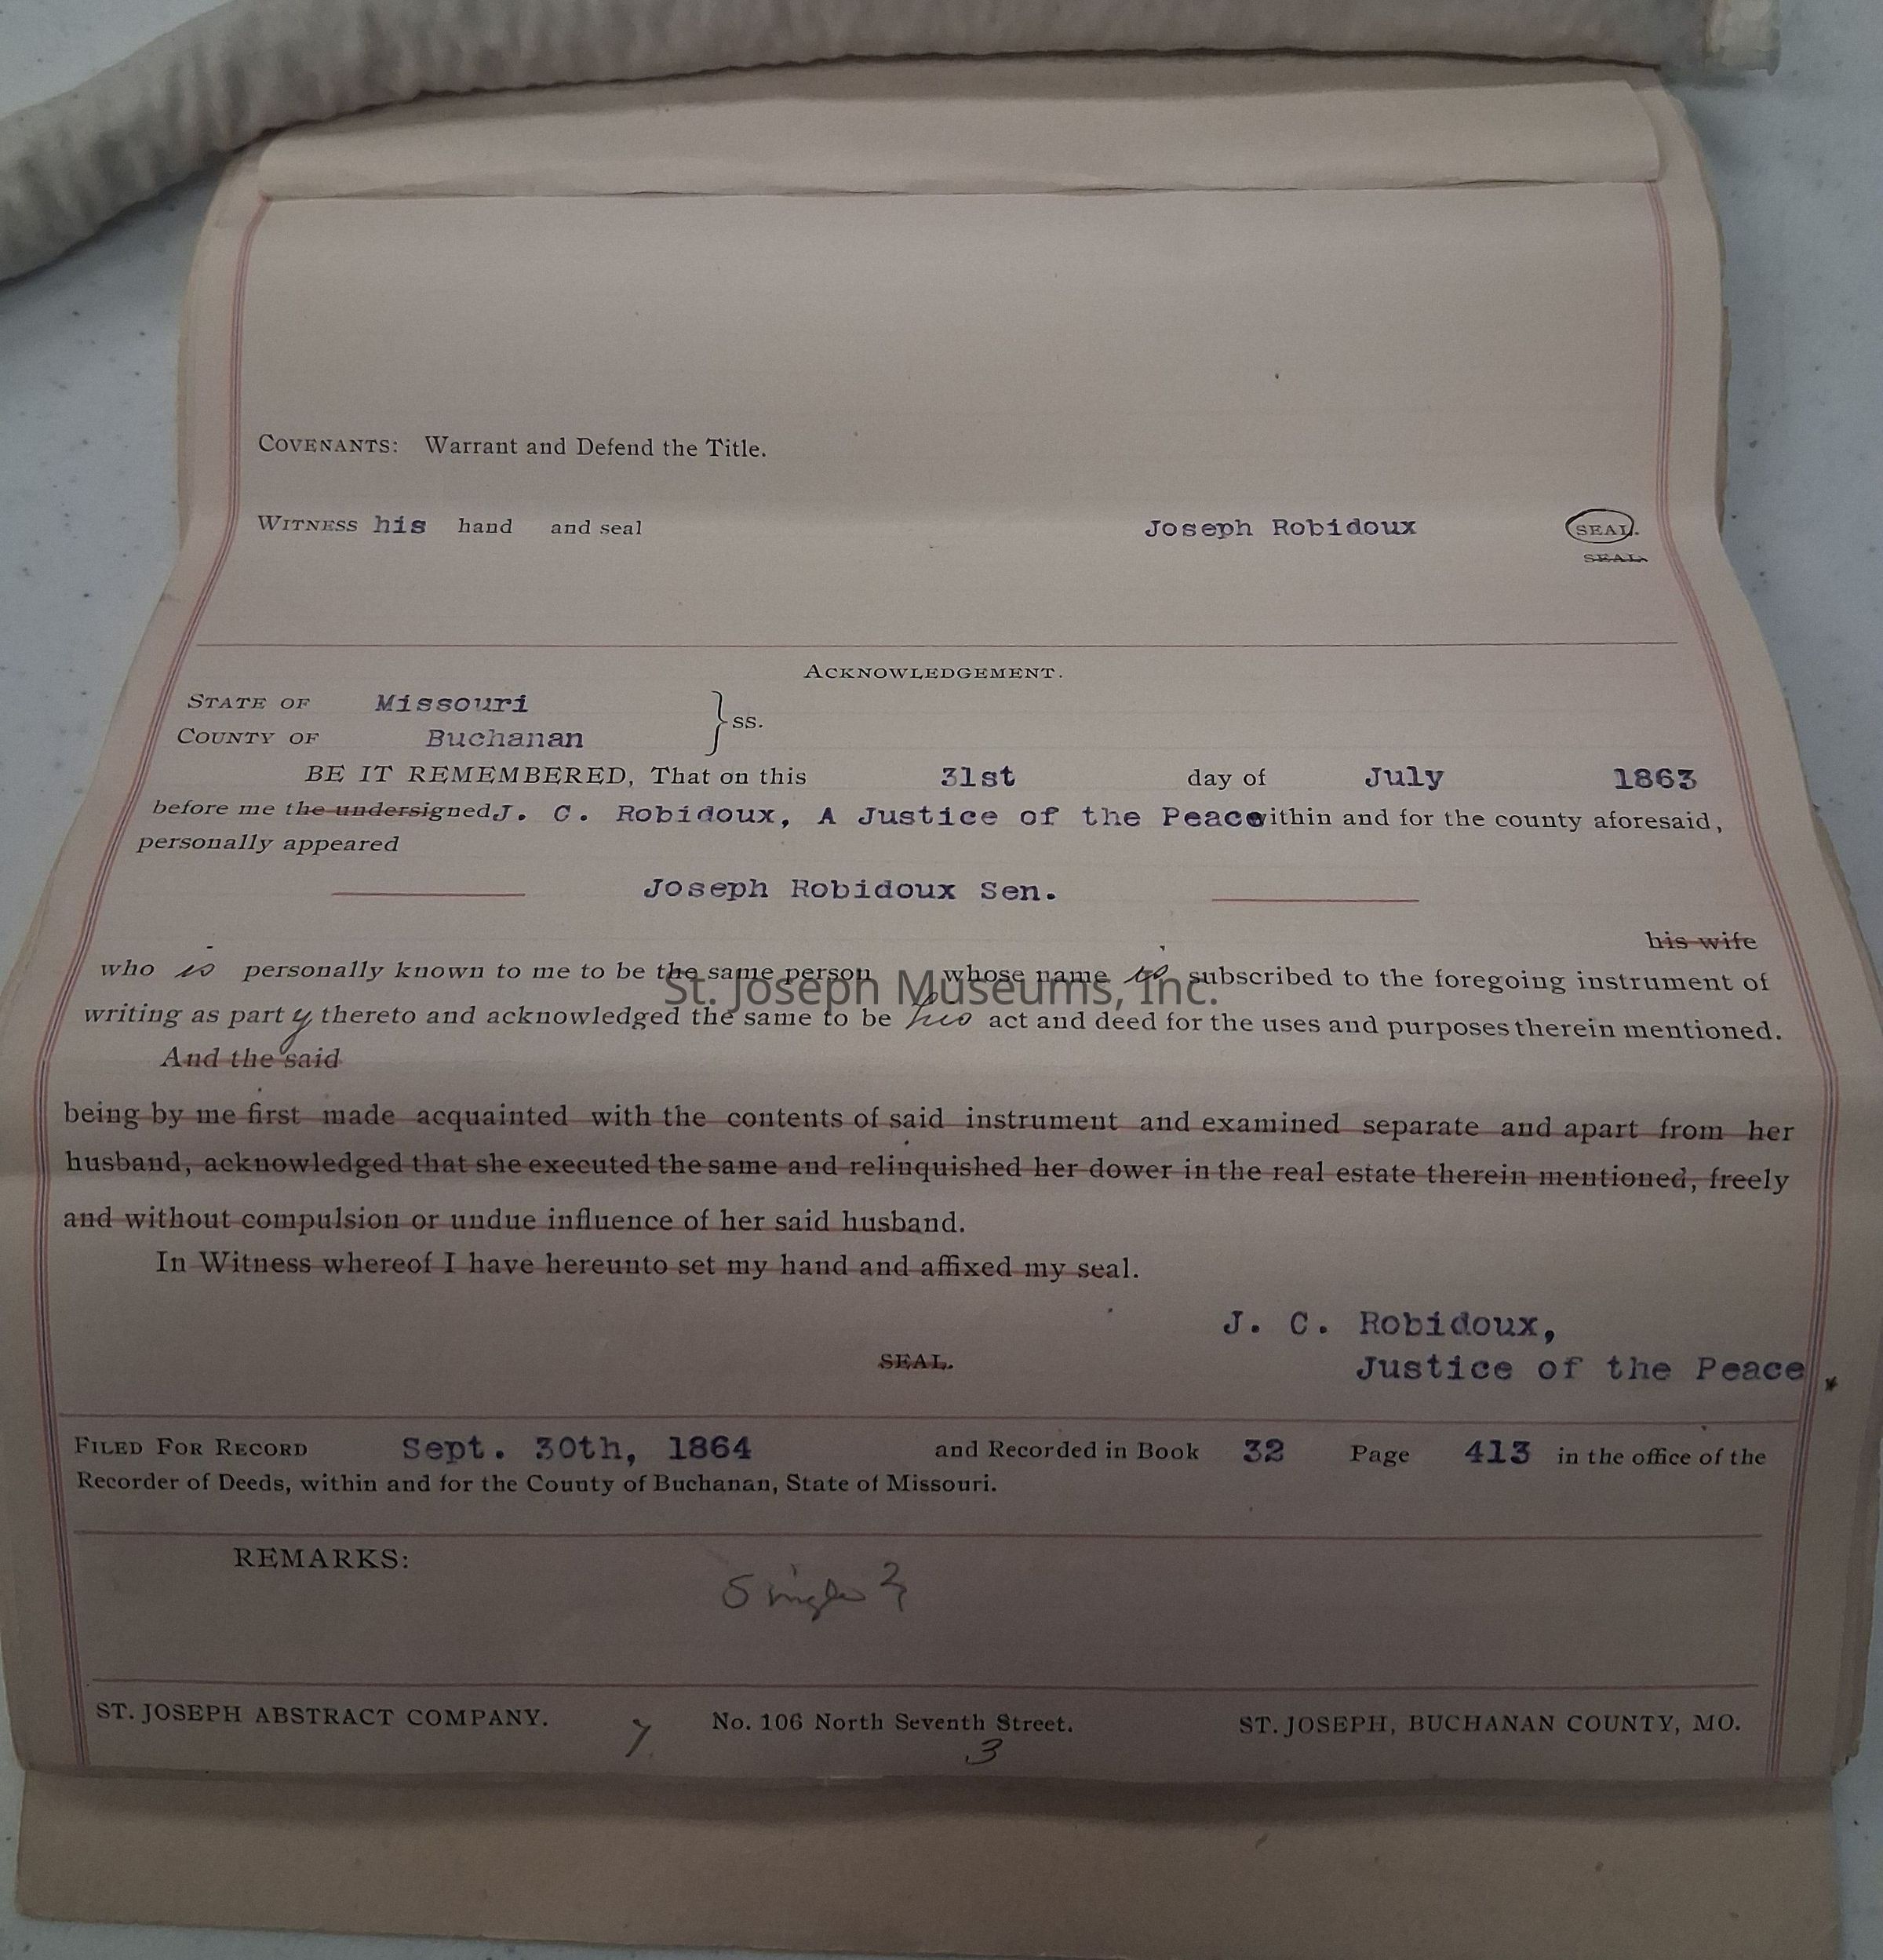 COVENANTS: Warrant and Defend the Title.
WITNESS his hand and seal Joseph Robidoux SEAL.
SEAL.
ACKNOWLEDGEMENT.
STATE OF Missouri
COUNTY OF Buchanan } ss.
BE IT REMEMBERED, That on this 31st day of July 1863
before me the undersigned J. C. Robidoux, A Justice of the Peace within and for the county aforesaid,
personally appeared
Joseph Robidoux Sen.
his wife
who is personally known to me to be the same person whose name is subscribed to the foregoing instrument of
St. Joseph Museums, Inc.
writing as party thereto and acknowledged the same to be his act and deed for the uses and purposes therein mentioned.
And the said
being by me first made acquainted with the contents of said instrument and examined separate and apart from her
husband, acknowledged that she executed the same and relinquished her dower in the real estate therein mentioned, freely
and without compulsion or undue influence of her said husband.
In Witness whereof I have hereunto set my hand and affixed my seal.
J. C. Robidoux,
SEAL. Justice of the Peace.
FILED FOR RECORD Sept. 30th, 1864 and Recorded in Book 32 Page 413 in the office of the
Recorder of Deeds, within and for the County of Buchanan, State of Missouri.
REMARKS:
Single ?
ST. JOSEPH ABSTRACT COMPANY. No. 106 North Seventh Street. ST. JOSEPH, BUCHANAN COUNTY, MO.
7 3